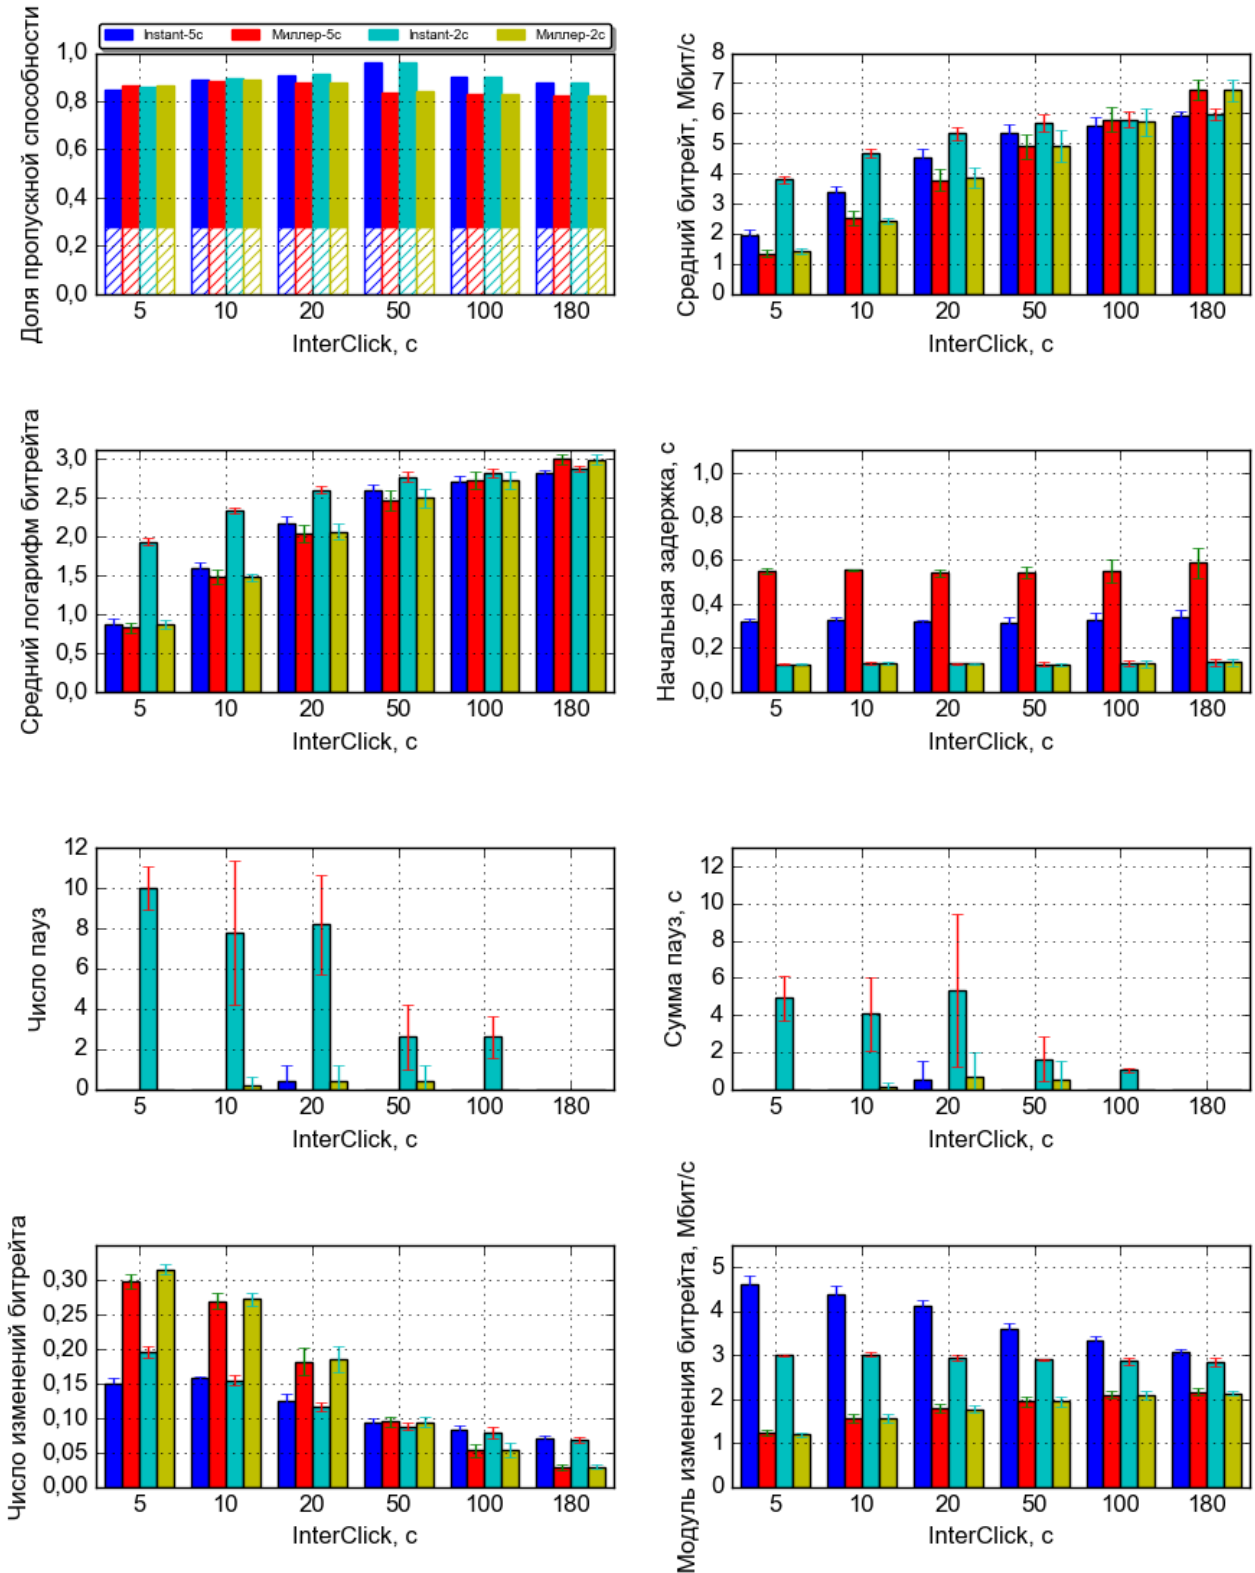 Instant-5с Миллер-5с Instant-2с Миллер-2с
Доля пропускной способности
1,0
0,8
0,6
0,4
0,2
0,0
5 10 20 50 100 180
InterClick, с
Средний битрейт, Мбит/с
8
7
6
5
4
3
2
1
0
5 10 20 50 100 180
InterClick, с
Средний логарифм битрейта
3,0
2,5
2,0
1,5
1,0
0,5
0,0
5 10 20 50 100 180
InterClick, с
Начальная задержка, с
1,0
0,8
0,6
0,4
0,2
0,0
5 10 20 50 100 180
InterClick, с
Число пауз
12
10
8
6
4
2
0
5 10 20 50 100 180
InterClick, с
Сумма пауз, с
12
10
8
6
4
2
0
5 10 20 50 100 180
InterClick, с
Число изменений битрейта
0,30
0,25
0,20
0,15
0,10
0,05
0,00
5 10 20 50 100 180
InterClick, с
Модуль изменения битрейта, Мбит/с
5
4
3
2
1
0
5 10 20 50 100 180
InterClick, с